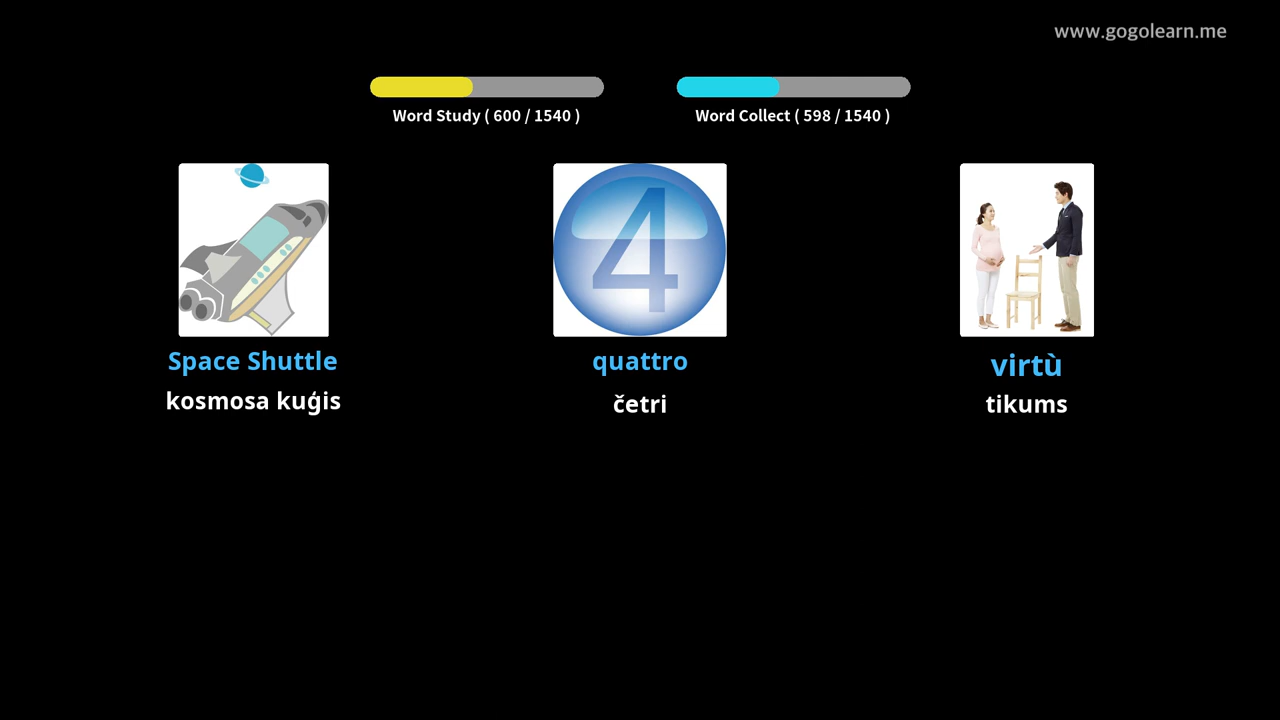 www.gogolearn.me
Word Study ( 600 / 1540 )
Word Collect ( 598 / 1540 )
4
Space Shuttle
kosmosa kuģis
quattro
četri
virtù
tikums